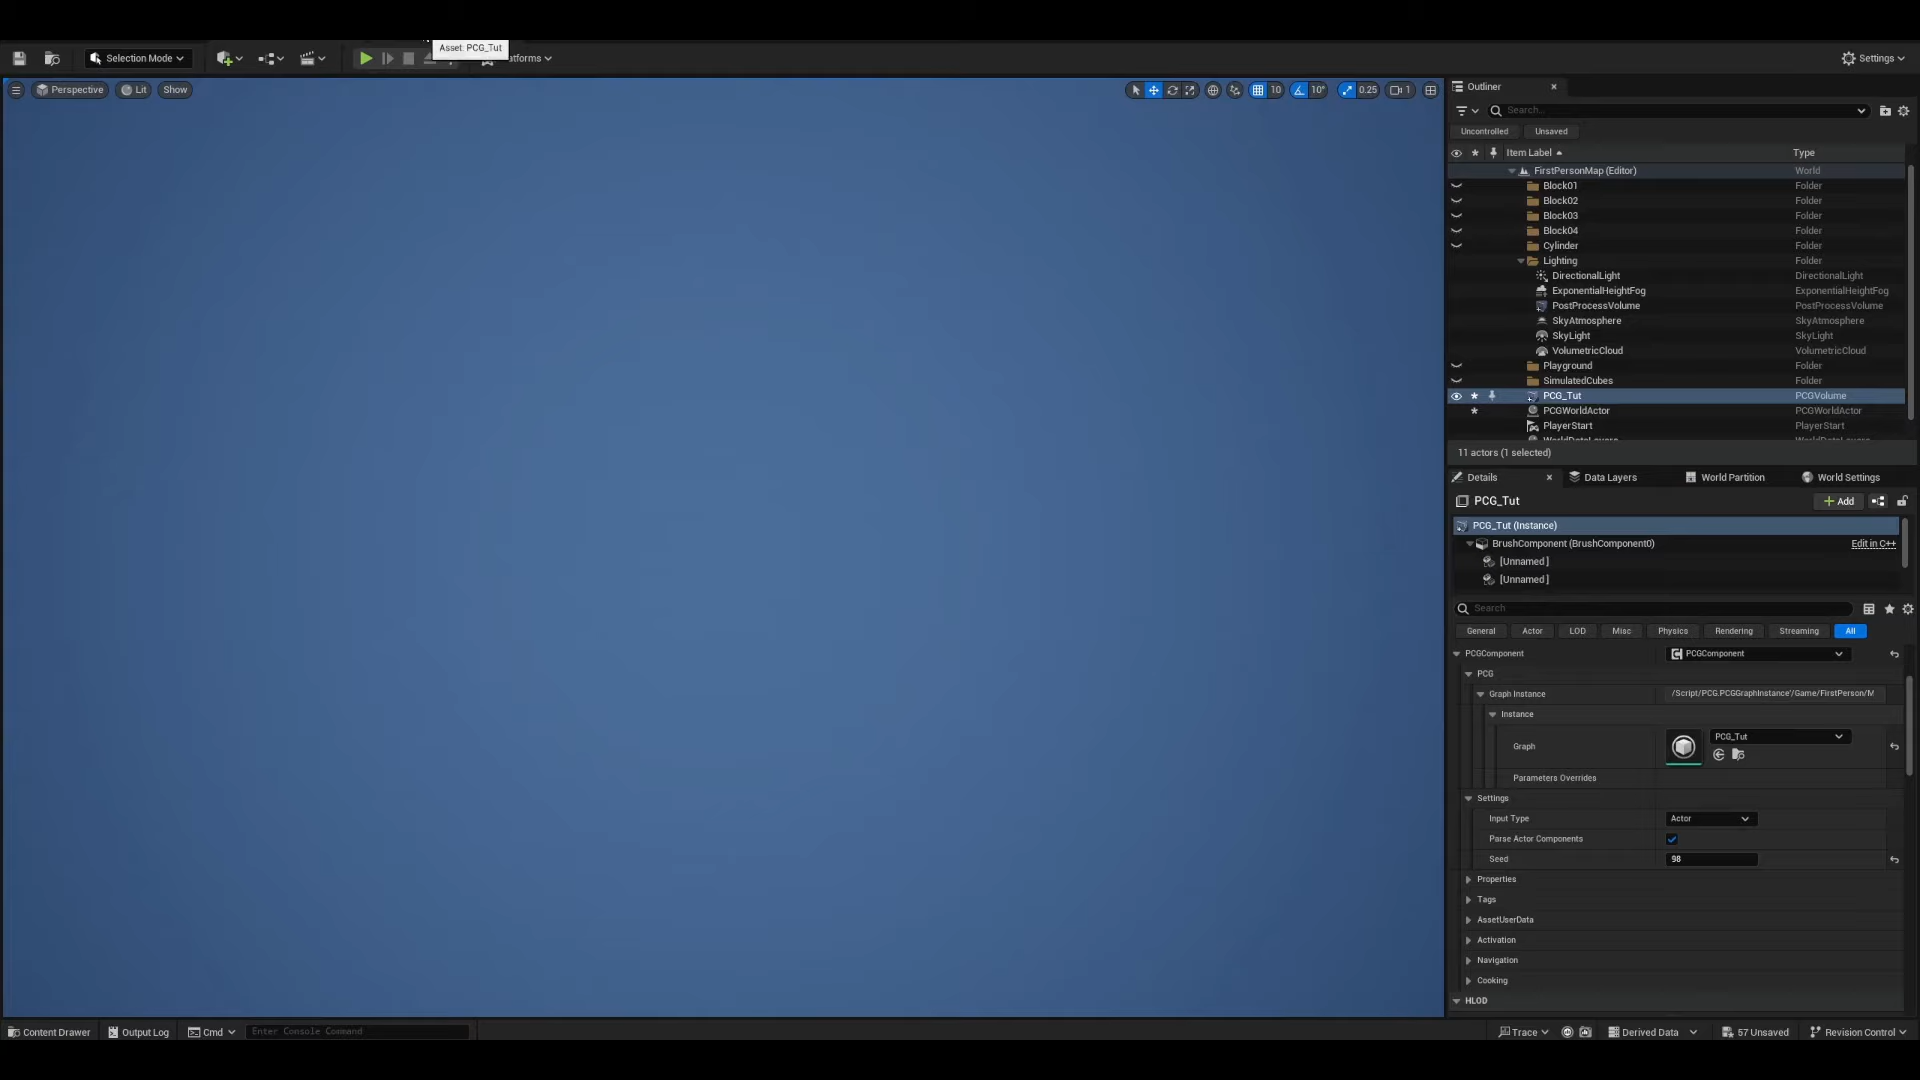 Asset: PCG_Tut
Selection Mode
atforms
Settings
Perspective
Lit
Show
10
10°
0.25
1
Outliner
Search...
Uncontrolled
Unsaved
Item Label
Type
FirstPersonMap (Editor)
World
Block01
Folder
Block02
Folder
Block03
Folder
Block04
Folder
Cylinder
Folder
Lighting
Folder
DirectionalLight
DirectionalLight
ExponentialHeightFog
ExponentialHeightFog
PostProcessVolume
PostProcessVolume
SkyAtmosphere
SkyAtmosphere
SkyLight
SkyLight
VolumetricCloud
VolumetricCloud
Playground
Folder
SimulatedCubes
Folder
PCG_Tut
PCGVolume
PCGWorldActor
PCGWorldActor
PlayerStart
PlayerStart
11 actors (1 selected)
Details
Data Layers
World Partition
World Settings
PCG_Tut
Add
PCG_Tut (Instance)
BrushComponent (BrushComponent0)
Edit in C++
[Unnamed]
[Unnamed]
Search
General
Actor
LOD
Misc
Physics
Rendering
Streaming
All
PCGComponent
PCGComponent
PCG
Graph Instance
/Script/PCG.PCGGraphInstance'/Game/FirstPerson/M
Instance
Graph
PCG_Tut
Parameters Overrides
Settings
Input Type
Actor
Parse Actor Components
Seed
98
Properties
Tags
AssetUserData
Activation
Navigation
Cooking
HLOD
Content Drawer
Output Log
Cmd
Enter Console Command
Trace
Derived Data
57 Unsaved
Revision Control